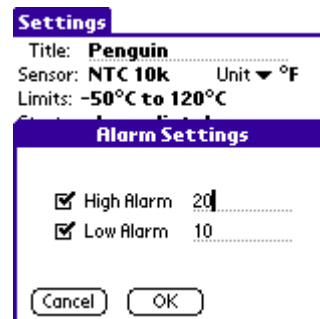 Settings
Title: Penguin
Sensor: NTC 10k Unit °F
Limits: -50°C to 120°C
Alarm Settings
High Alarm 20
Low Alarm 10
Cancel OK